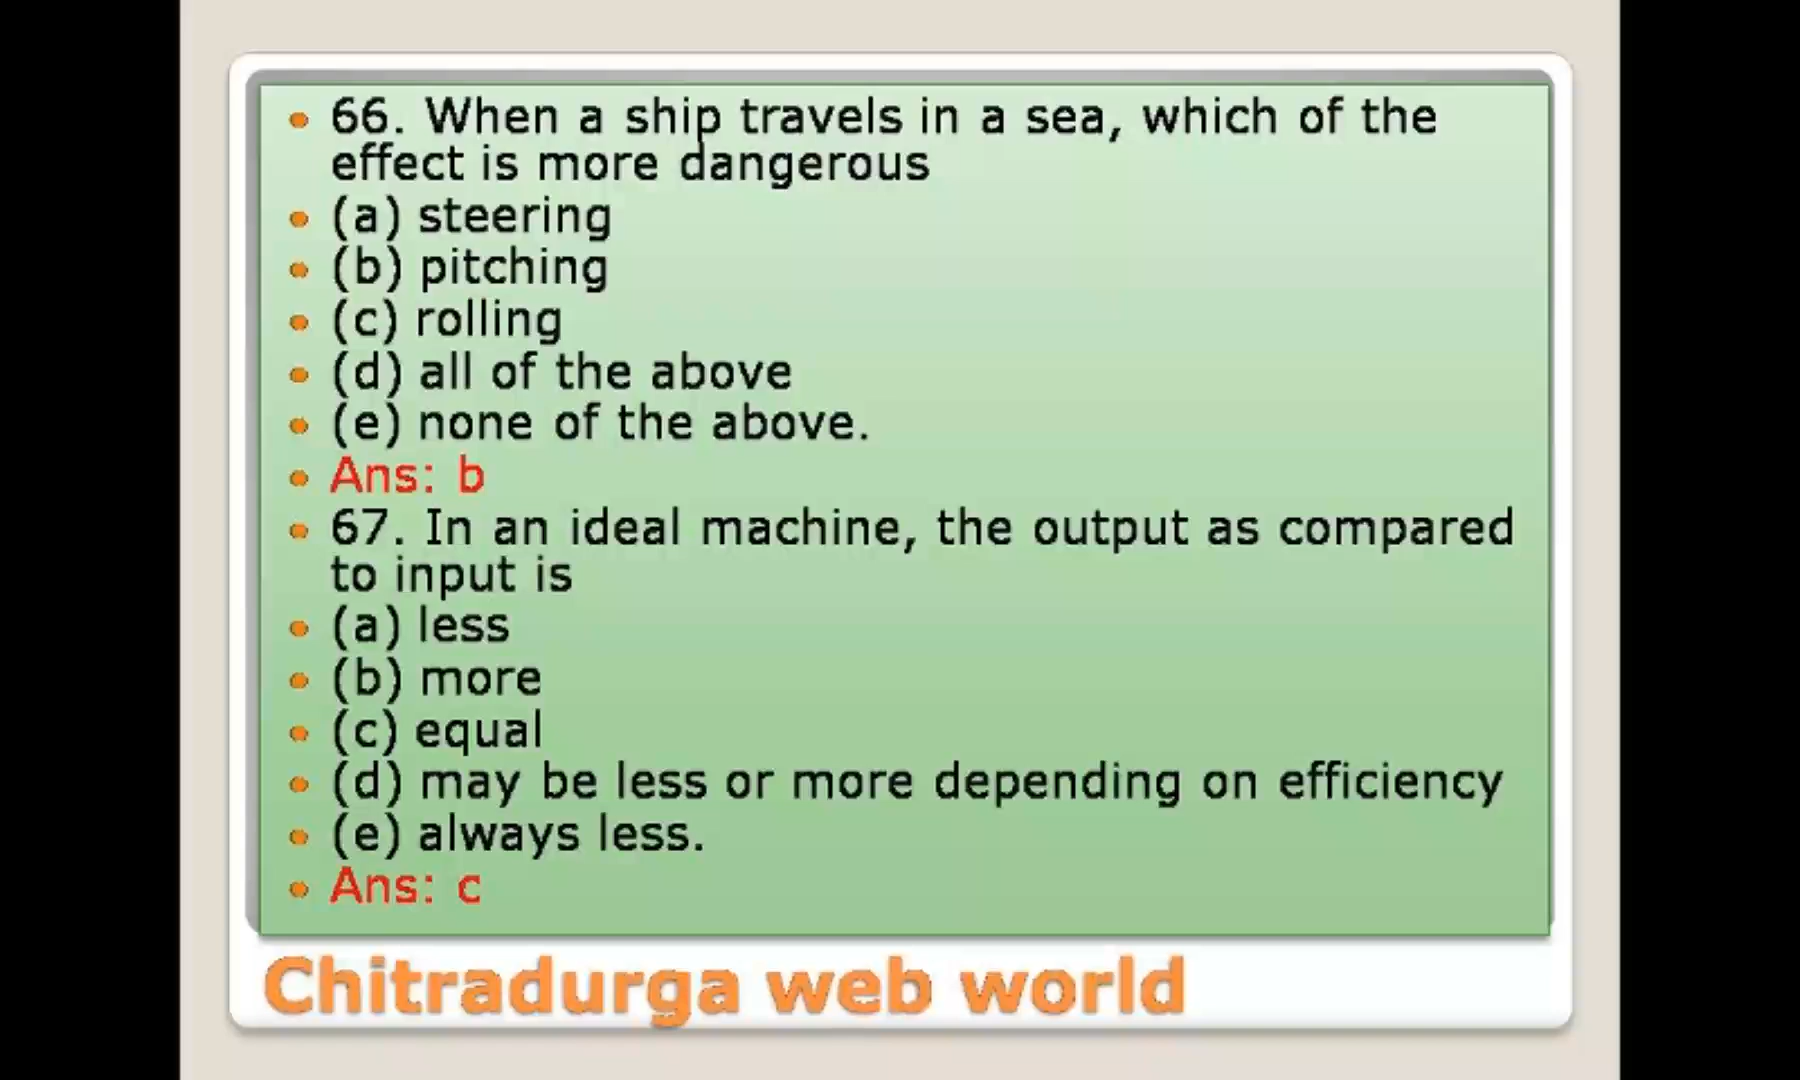 66. When a ship travels in a sea, which of the
effect is more dangerous
(a) steering
(b) pitching
(c) rolling
(d) all of the above
(e) none of the above.
Ans: b
67. In an ideal machine, the output as compared
to input is
(a) less
(b) more
(c) equal
(d) may be less or more depending on efficiency
(e) always less.
Ans: c
Chitradurga web world